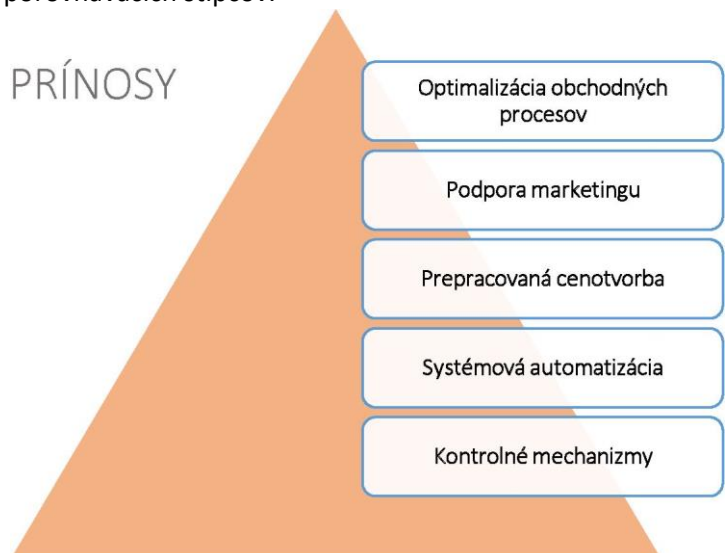 PRÍNOSY
Optimalizácia obchodných
procesov
Podpora marketingu
Prepracovaná cenotvorba
Systémová automatizácia
Kontrolné mechanizmy